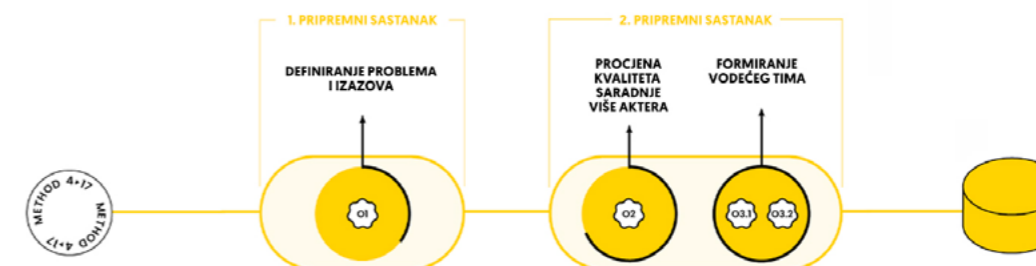 1. PRIPREMNI SASTANAK
2. PRIPREMNI SASTANAK
DEFINIRANJE PROBLEMA
I IZAZOVA
PROCJENA
KVALITETA
SARADNJE
VIŠE AKTERA
FORMIRANJE
VODEĆEG TIMA
METHOD 4•17 METHOD 4•17
O1
O2
O3.1
O3.2